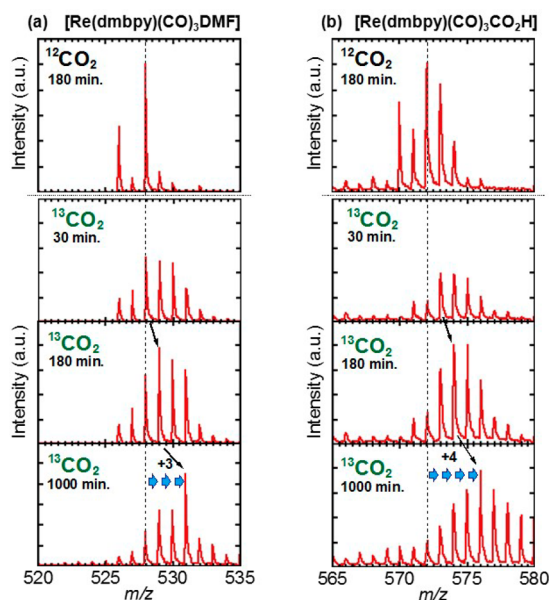 (a) [Re(dmbpy)(CO)₃DMF]
¹²CO₂
180 min.
Intensity (a.u.)
¹³CO₂
30 min.
¹³CO₂
180 min.
Intensity (a.u.)
+3
¹³CO₂
1000 min.
520 525 530 535
m/z
(b) [Re(dmbpy)(CO)₃CO₂H]
¹²CO₂
180 min.
Intensity (a.u.)
¹³CO₂
30 min.
¹³CO₂
180 min.
Intensity (a.u.)
+4
¹³CO₂
1000 min.
565 570 575 580
m/z